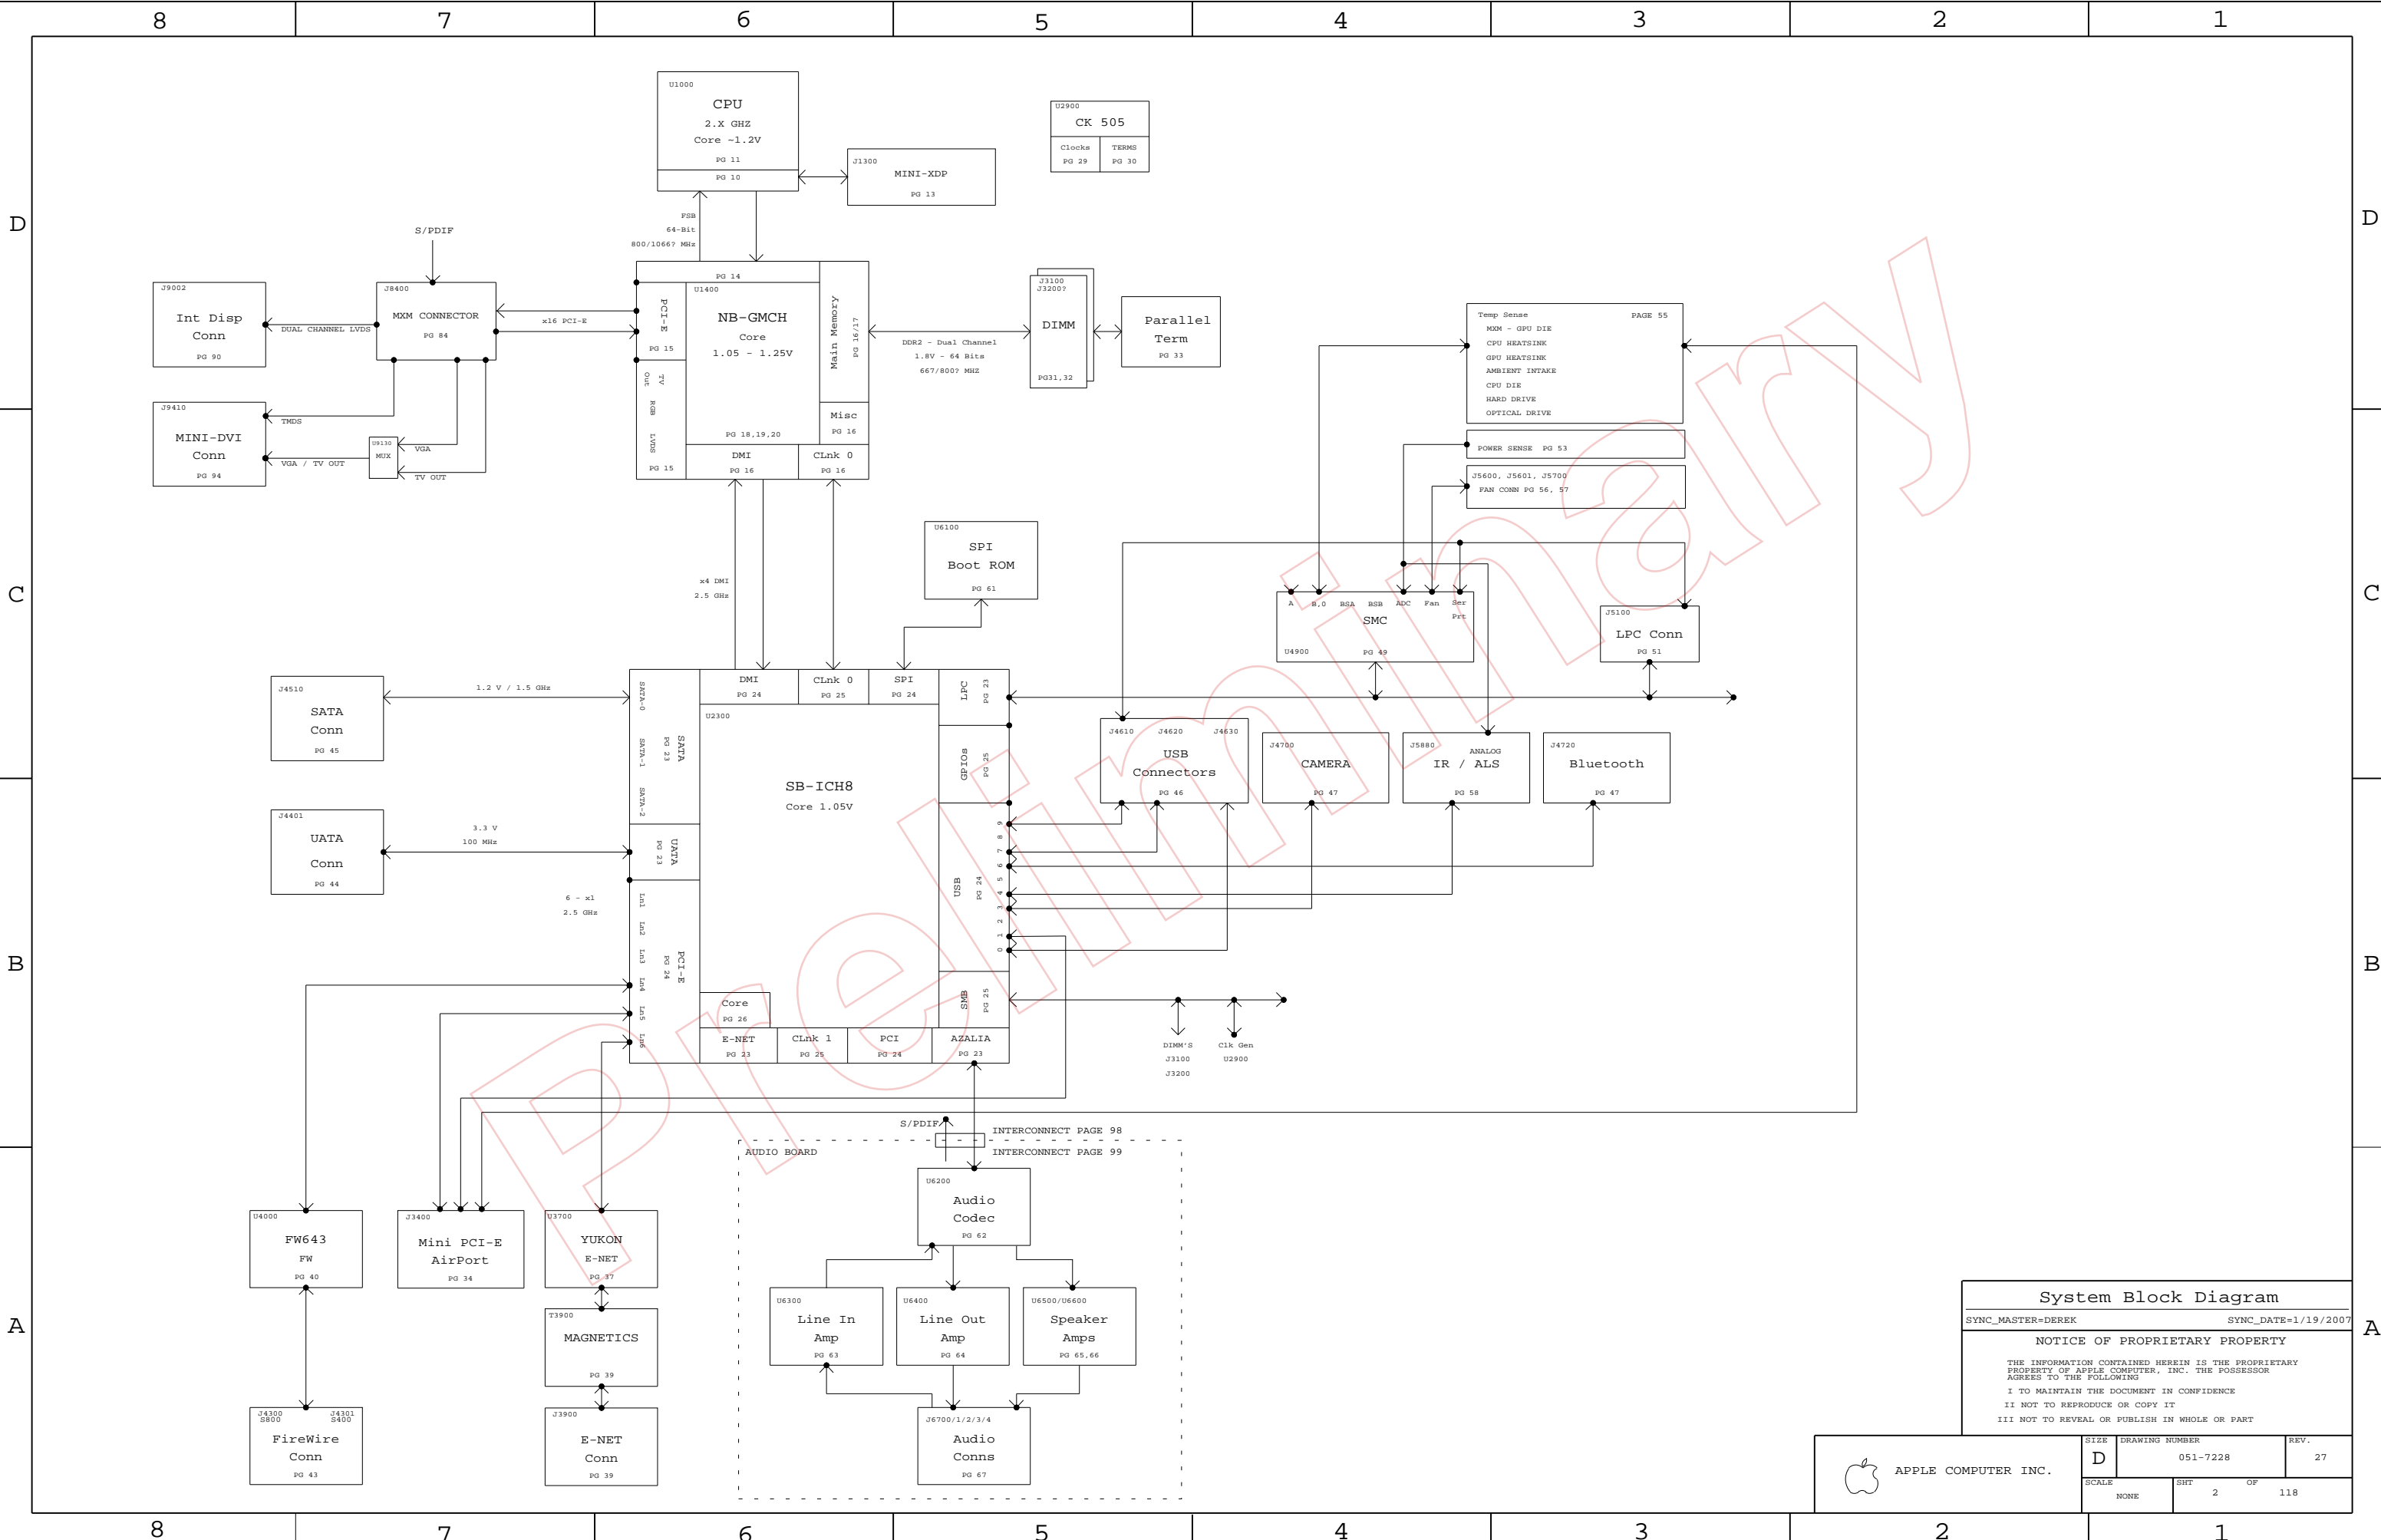 8 7 6 5 4 3 2 1
D
C
B
A
D
C
B
A
U1000
CPU
2.X GHZ
Core ~1.2V
PG 11
PG 10
J1300
MINI-XDP
PG 13
U2900
CK 505
Clocks
PG 29
TERMS
PG 30
FSB
64-Bit
800/1066? MHz
S/PDIF
J9002
Int Disp
Conn
PG 90
DUAL CHANNEL LVDS
J8400
MXM CONNECTOR
PG 84
x16 PCI-E
PG 14
U1400
NB-GMCH
Core
1.05 - 1.25V
PG 18,19,20
PCI-E
PG 15
TV
Out
RGB
LVDS
PG 15
Main Memory
PG 16/17
Misc
PG 16
DMI
PG 16
CLnk 0
PG 16
DDR2 - Dual Channel
1.8V - 64 Bits
667/800? MHZ
J3100
J3200?
DIMM
PG31,32
Parallel
Term
PG 33
J9410
MINI-DVI
Conn
PG 94
TMDS
VGA / TV OUT
U9130
MUX
VGA
TV OUT
Temp Sense
PAGE 55
MXM - GPU DIE
CPU HEATSINK
GPU HEATSINK
AMBIENT INTAKE
CPU DIE
HARD DRIVE
OPTICAL DRIVE
POWER SENSE PG 53
J5600, J5601, J5700
FAN CONN PG 56, 57
U6100
SPI
Boot ROM
PG 61
x4 DMI
2.5 GHz
A B,0 BSA BSB ADC Fan Ser
Prt
SMC
U4900
PG 49
J5100
LPC Conn
PG 51
J4510
SATA
Conn
PG 45
1.2 V / 1.5 GHz
J4401
UATA
Conn
PG 44
3.3 V
100 MHz
6 - x1
2.5 GHz
DMI
PG 24
CLnk 0
PG 25
SPI
PG 24
LPC
PG 23
U2300
SB-ICH8
Core 1.05V
SATA-0
SATA-1
SATA-2
SATA
PG 23
UATA
PG 23
Ln1
Ln2
Ln3
Ln4
Ln5
Ln6
PCI-E
PG 24
GPIOs
PG 25
USB
PG 24
9
8
7
6
5
4
3
2
1
0
SMB
PG 25
Core
PG 26
E-NET
PG 23
CLnk 1
PG 25
PCI
PG 24
AZALIA
PG 23
J4610 J4620 J4630
USB
Connectors
PG 46
J4700
CAMERA
PG 47
J5880
ANALOG
IR / ALS
PG 58
J4720
Bluetooth
PG 47
DIMM'S
J3100
J3200
Clk Gen
U2900
S/PDIF
INTERCONNECT PAGE 98
AUDIO BOARD
INTERCONNECT PAGE 99
U6200
Audio
Codec
PG 62
U6300
Line In
Amp
PG 63
U6400
Line Out
Amp
PG 64
U6500/U6600
Speaker
Amps
PG 65,66
J6700/1/2/3/4
Audio
Conns
PG 67
U4000
FW643
FW
PG 40
J3400
Mini PCI-E
AirPort
PG 34
U3700
YUKON
E-NET
PG 37
T3900
MAGNETICS
PG 39
J4300
S800
J4301
S400
FireWire
Conn
PG 43
J3900
E-NET
Conn
PG 39
Preliminary
System Block Diagram
SYNC_MASTER=DEREK
SYNC_DATE=1/19/2007
NOTICE OF PROPRIETARY PROPERTY
THE INFORMATION CONTAINED HEREIN IS THE PROPRIETARY
PROPERTY OF APPLE COMPUTER, INC. THE POSSESSOR
AGREES TO THE FOLLOWING
I TO MAINTAIN THE DOCUMENT IN CONFIDENCE
II NOT TO REPRODUCE OR COPY IT
III NOT TO REVEAL OR PUBLISH IN WHOLE OR PART
APPLE COMPUTER INC.
SIZE
D
DRAWING NUMBER
051-7228
REV.
27
SCALE
NONE
SHT
2
OF
118
8 7 6 5 4 3 2 1